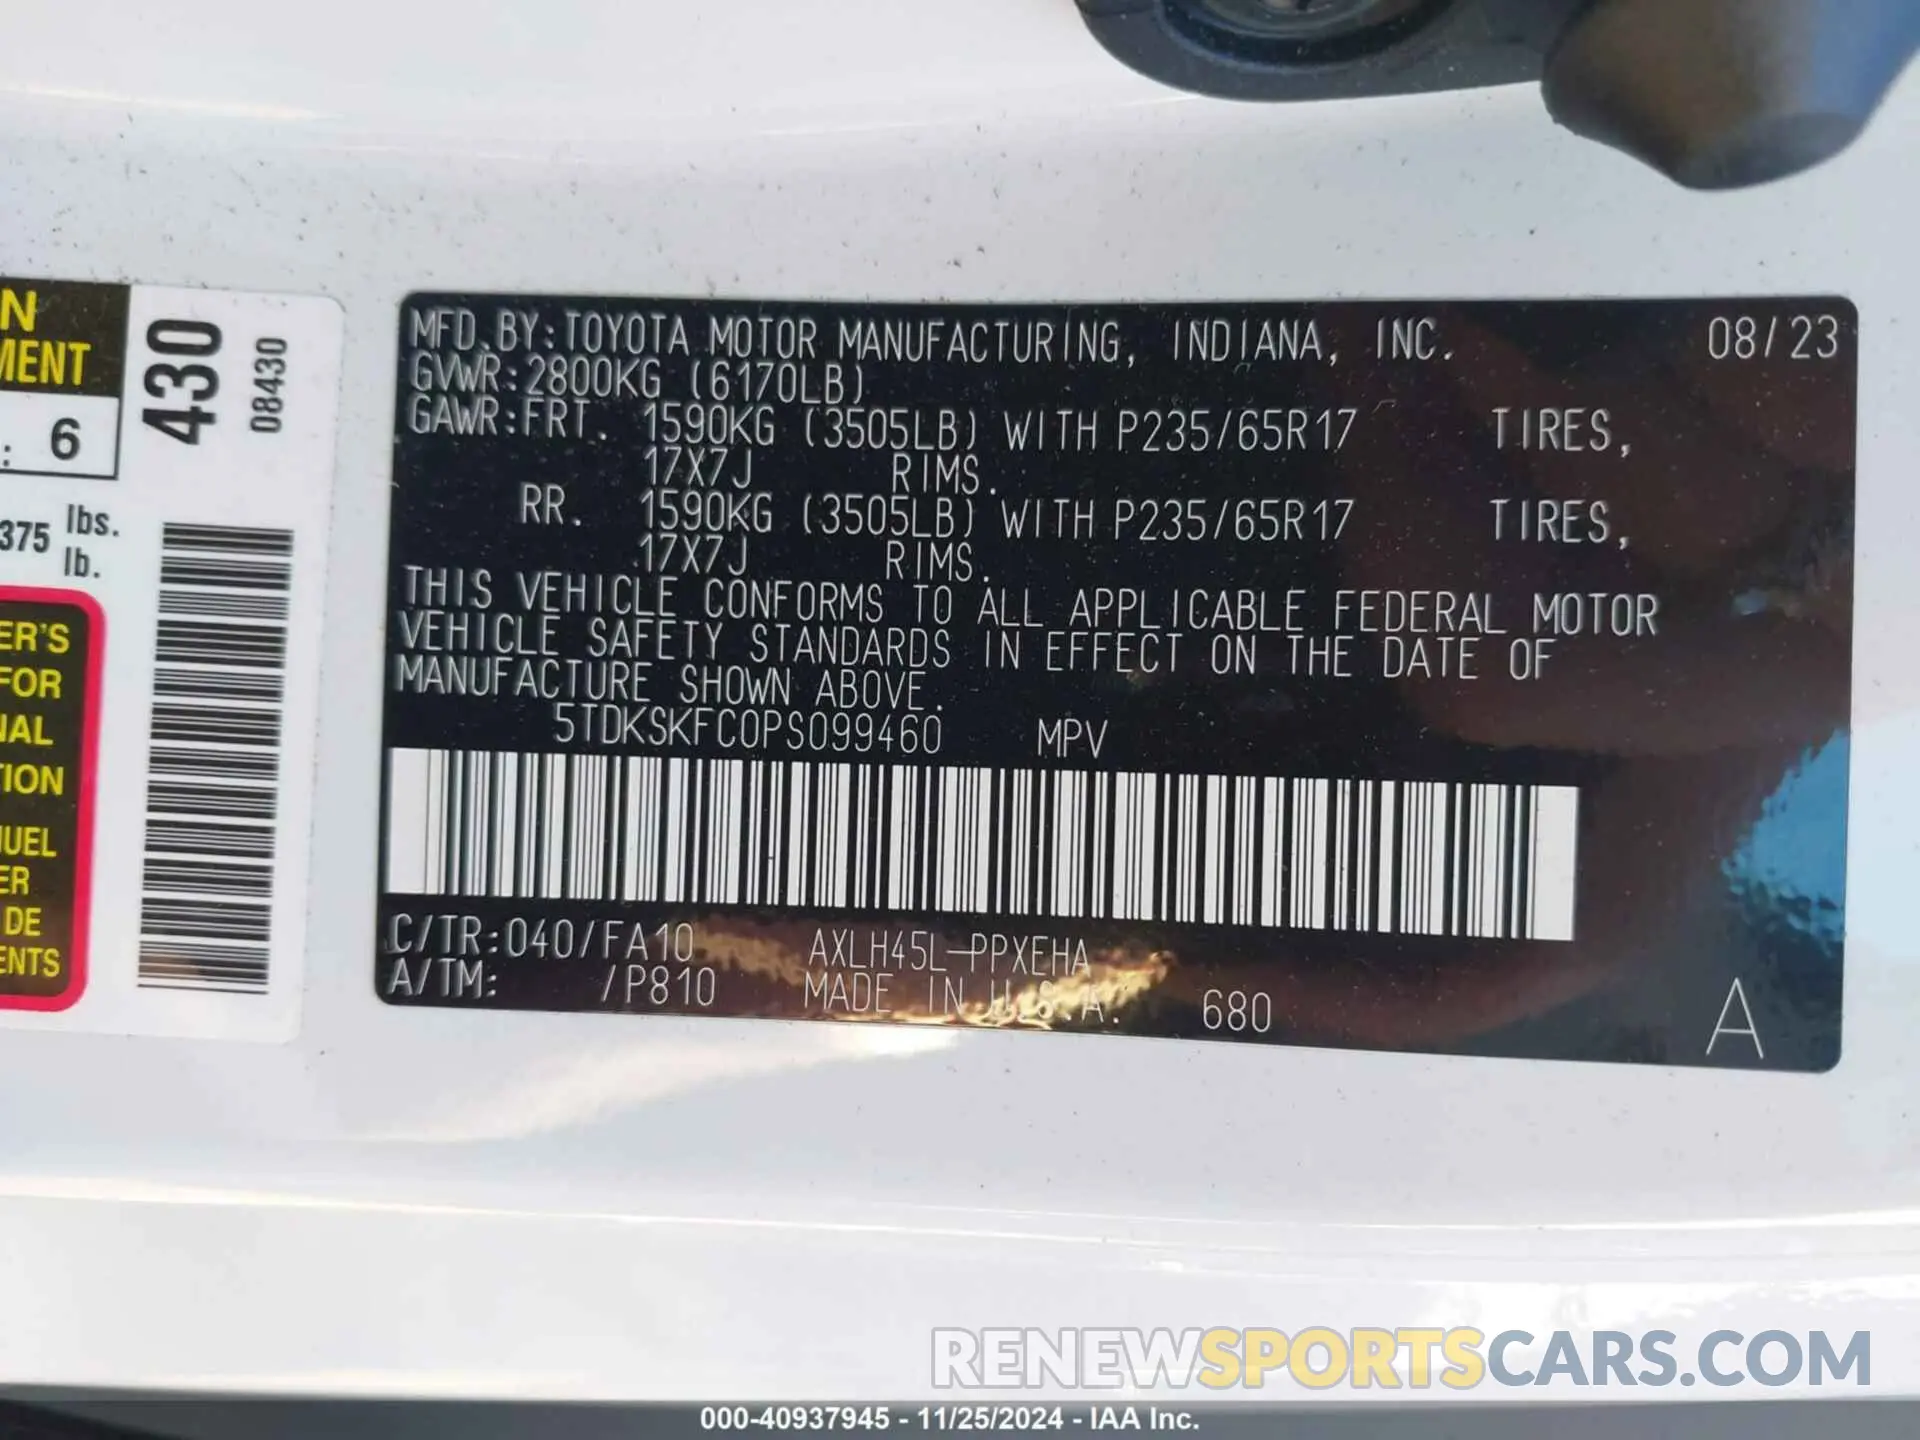 N
MENT
: 6
375 lbs.
lb.
ER'S
FOR
NAL
TION
NUEL
ER
DE
ENTS
430
08430
MFD.BY:TOYOTA MOTOR MANUFACTURING, INDIANA, INC. 08/23
GVWR:2800KG (6170LB)
GAWR:FRT. 1590KG (3505LB) WITH P235/65R17 TIRES,
17X7J RIMS.
RR. 1590KG (3505LB) WITH P235/65R17 TIRES,
17X7J RIMS.
THIS VEHICLE CONFORMS TO ALL APPLICABLE FEDERAL MOTOR
VEHICLE SAFETY STANDARDS IN EFFECT ON THE DATE OF
MANUFACTURE SHOWN ABOVE.
5TDKSKFC0PS099460 MPV
C/TR:040/FA10 AXLH45L-PPXEHA
A/TM: /P810 MADE IN U.S.A. 680
A
RENEWSPORTSCARS.COM
000-40937945 - 11/25/2024 - IAA Inc.